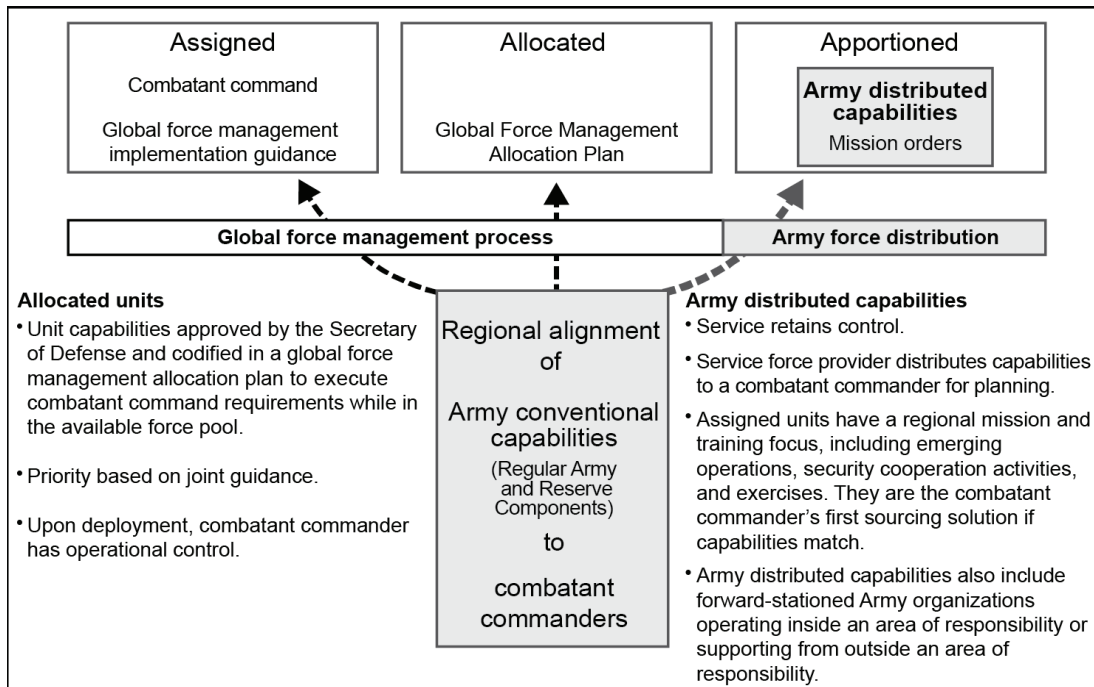 Assigned
Combatant command
Global force management
implementation guidance
Allocated
Global Force Management
Allocation Plan
Apportioned
Army distributed
capabilities
Mission orders
Global force management process
Army force distribution
Allocated units
• Unit capabilities approved by the Secretary
of Defense and codified in a global force
management allocation plan to execute
combatant command requirements while in
the available force pool.
• Priority based on joint guidance.
• Upon deployment, combatant commander
has operational control.
Regional alignment
of
Army conventional
capabilities
(Regular Army
and Reserve
Components)
to
combatant
commanders
Army distributed capabilities
• Service retains control.
• Service force provider distributes capabilities
to a combatant commander for planning.
• Assigned units have a regional mission and
training focus, including emerging
operations, security cooperation activities,
and exercises. They are the combatant
commander’s first sourcing solution if
capabilities match.
• Army distributed capabilities also include
forward-stationed Army organizations
operating inside an area of responsibility or
supporting from outside an area of
responsibility.